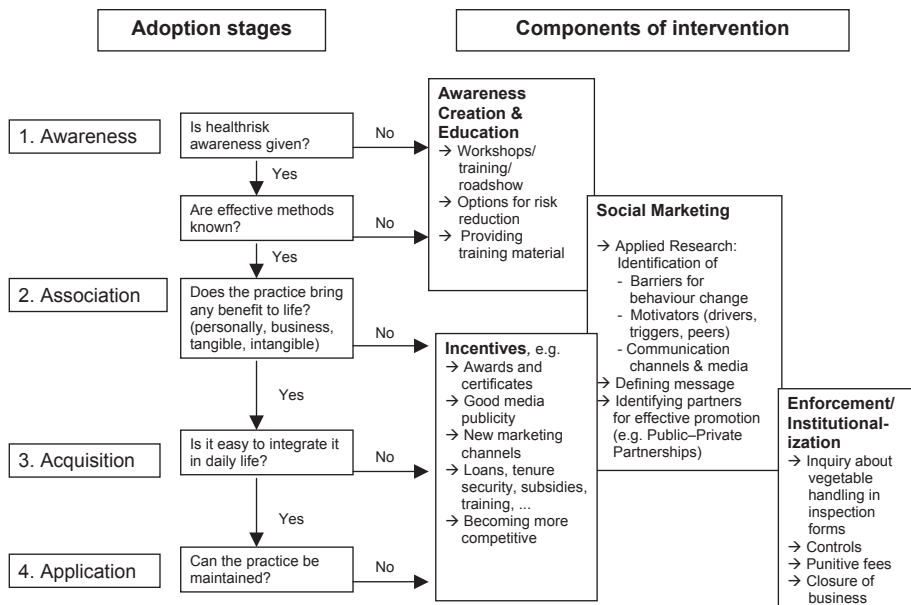 Adoption stages
Components of intervention
1. Awareness
Is healthrisk
awareness given?
No
Yes
Are effective methods
known?
No
Yes
2. Association
Does the practice bring
any benefit to life?
(personally, business,
tangible, intangible)
No
Yes
3. Acquisition
Is it easy to integrate it
in daily life?
No
Yes
4. Application
Can the practice be
maintained?
No
Awareness
Creation &
Education
→ Workshops/
training/
roadshow
→ Options for risk
reduction
→ Providing
training material
Social Marketing
→ Applied Research:
Identification of
- Barriers for
behaviour change
- Motivators (drivers,
triggers, peers)
- Communication
channels & media
→ Defining message
→ Identifying partners
for effective promotion
(e.g. Public–Private
Partnerships)
Incentives, e.g.
→ Awards and
certificates
→ Good media
publicity
→ New marketing
channels
→ Loans, tenure
security, subsidies,
training, ...
→ Becoming more
competitive
Enforcement/
Institutional-
ization
→ Inquiry about
vegetable
handling in
inspection
forms
→ Controls
→ Punitive fees
→ Closure of
business